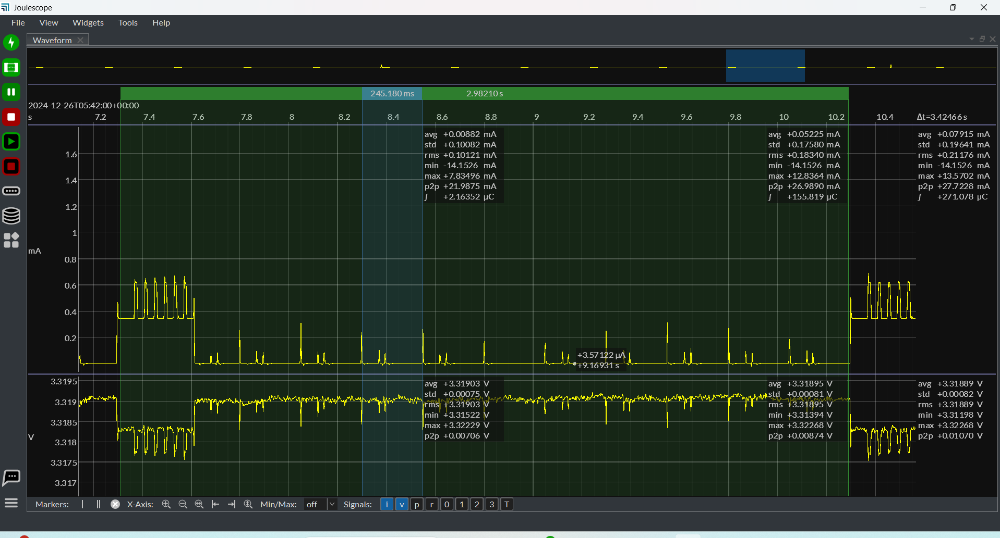 Joulescope
File View Widgets Tools Help
Waveform
245.180 ms 2.98210 s
2024-12-26T05:42:00+00:00
s 7.2 7.4 7.6 7.8 8 8.2 8.4 8.6 8.8 9 9.2 9.4 9.6 9.8 10 10.2 10.4 Δt=3.42466 s
avg +0.00882 mA avg +0.05225 mA avg +0.07915 mA
std +0.10082 mA std +0.17580 mA std +0.19641 mA
rms +0.10121 mA rms +0.18340 mA rms +0.21176 mA
min -14.1526 mA min -14.1526 mA min -14.1526 mA
max +7.83496 mA max +12.8364 mA max +13.5702 mA
p2p +21.9875 mA p2p +26.9890 mA p2p +27.7228 mA
∫ +2.16352 µC ∫ +155.819 µC ∫ +271.078 µC
1.6
1.4
1.2
1
mA
0.8
0.6
0.4
0.2
+3.57122 µA
+9.16931 s
3.3195
3.319
3.3185
V
3.318
3.3175
3.317
avg +3.31903 V avg +3.31895 V avg +3.31889 V
std +0.00075 V std +0.00081 V std +0.00082 V
rms +3.31903 V rms +3.31895 V rms +3.31889 V
min +3.31522 V min +3.31394 V min +3.31198 V
max +3.32229 V max +3.32268 V max +3.32268 V
p2p +0.00706 V p2p +0.00874 V p2p +0.01070 V
Markers: X-Axis: Min/Max: off Signals: i v p r 0 1 2 3 T